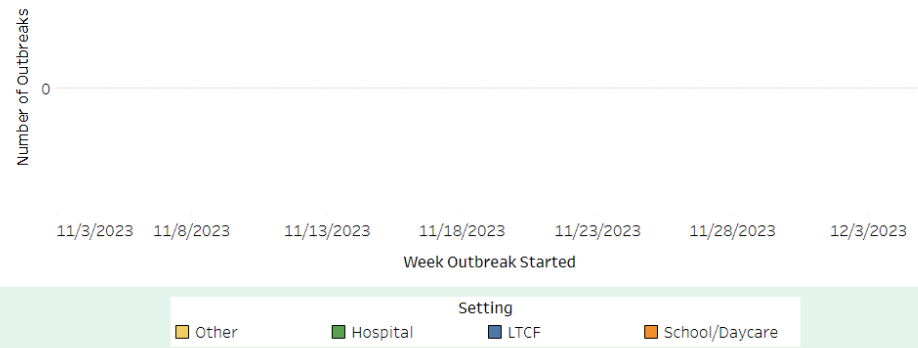 Number of Outbreaks
0
11/3/2023 11/8/2023 11/13/2023 11/18/2023 11/23/2023 11/28/2023 12/3/2023
Week Outbreak Started
Setting
Other Hospital LTCF School/Daycare